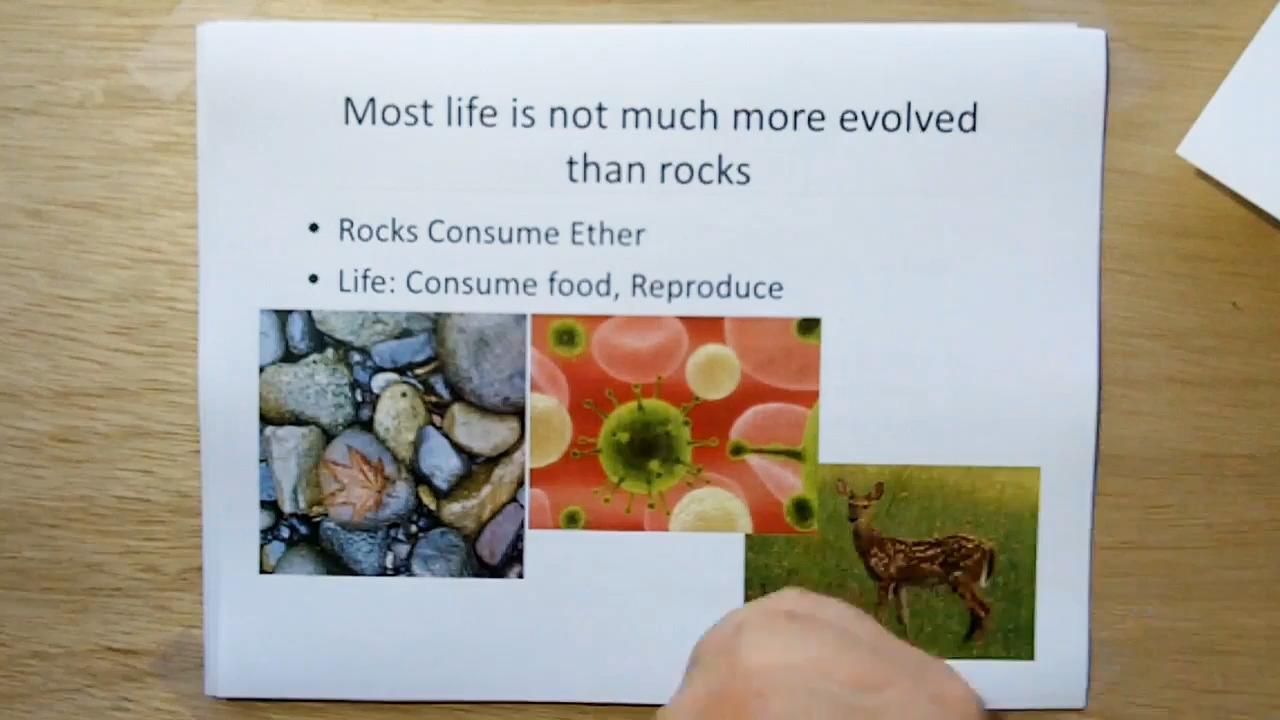 Most life is not much more evolved
than rocks
• Rocks Consume Ether
• Life: Consume food, Reproduce